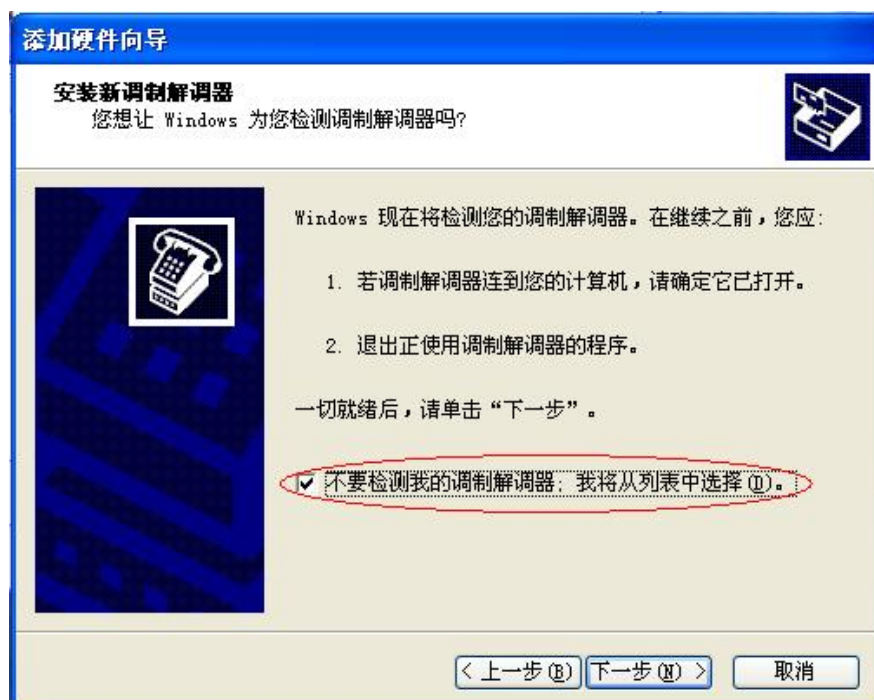 添加硬件向导
安装新调制解调器
您想让 Windows 为您检测调制解调器吗?
Windows 现在将检测您的调制解调器。在继续之前，您应:
1. 若调制解调器连到您的计算机，请确定它已打开。
2. 退出正使用调制解调器的程序。
一切就绪后，请单击“下一步”。
不要检测我的调制解调器；我将从列表中选择(D)。
< 上一步(B) 下一步(N) > 取消